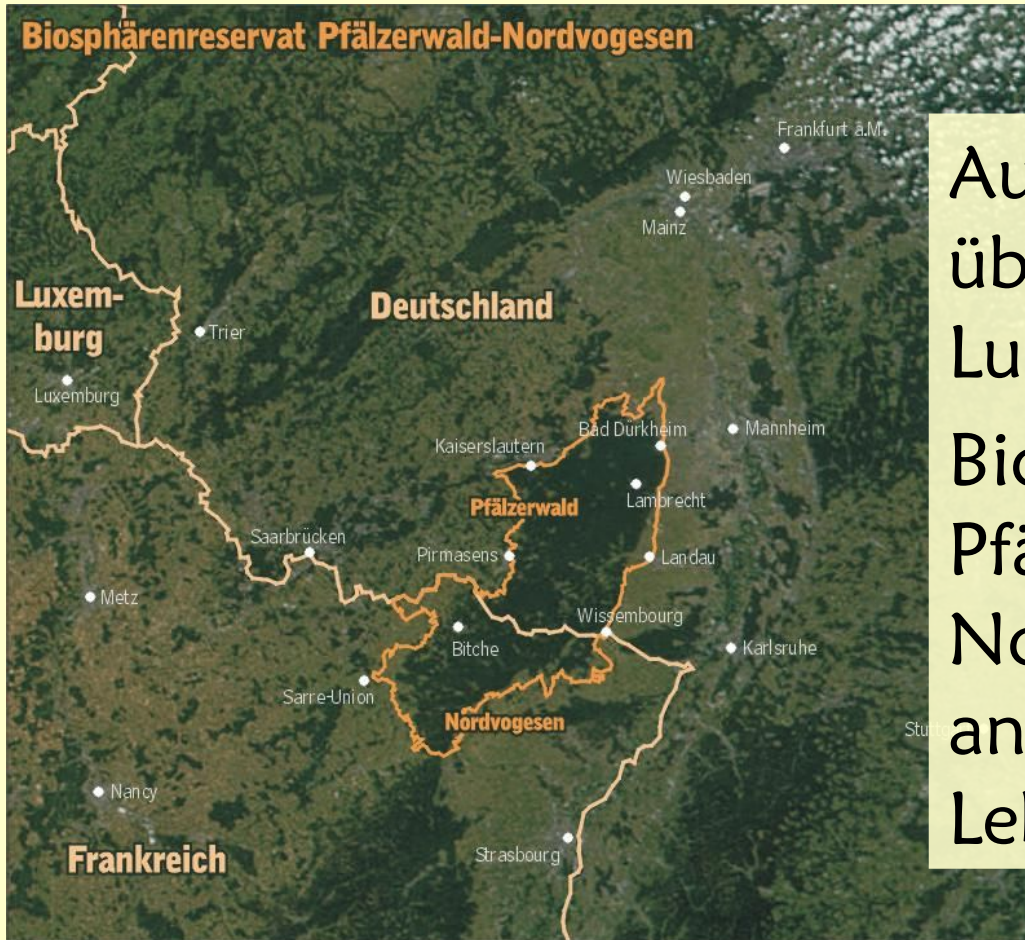 Biosphärenreservat Pfälzerwald-Nordvogesen
Frankfurt a.M.
Wiesbaden
Mainz
Luxem-
burg
Deutschland
Trier
Luxemburg
Bad Dürkheim
Mannheim
Kaiserslautern
Lambrecht
Pfälzerwald
Saarbrücken
Pirmasens
Landau
Metz
Wissembourg
Bitche
Karlsruhe
Sarre-Union
Nordvogesen
Nancy
Strasbourg
Frankreich